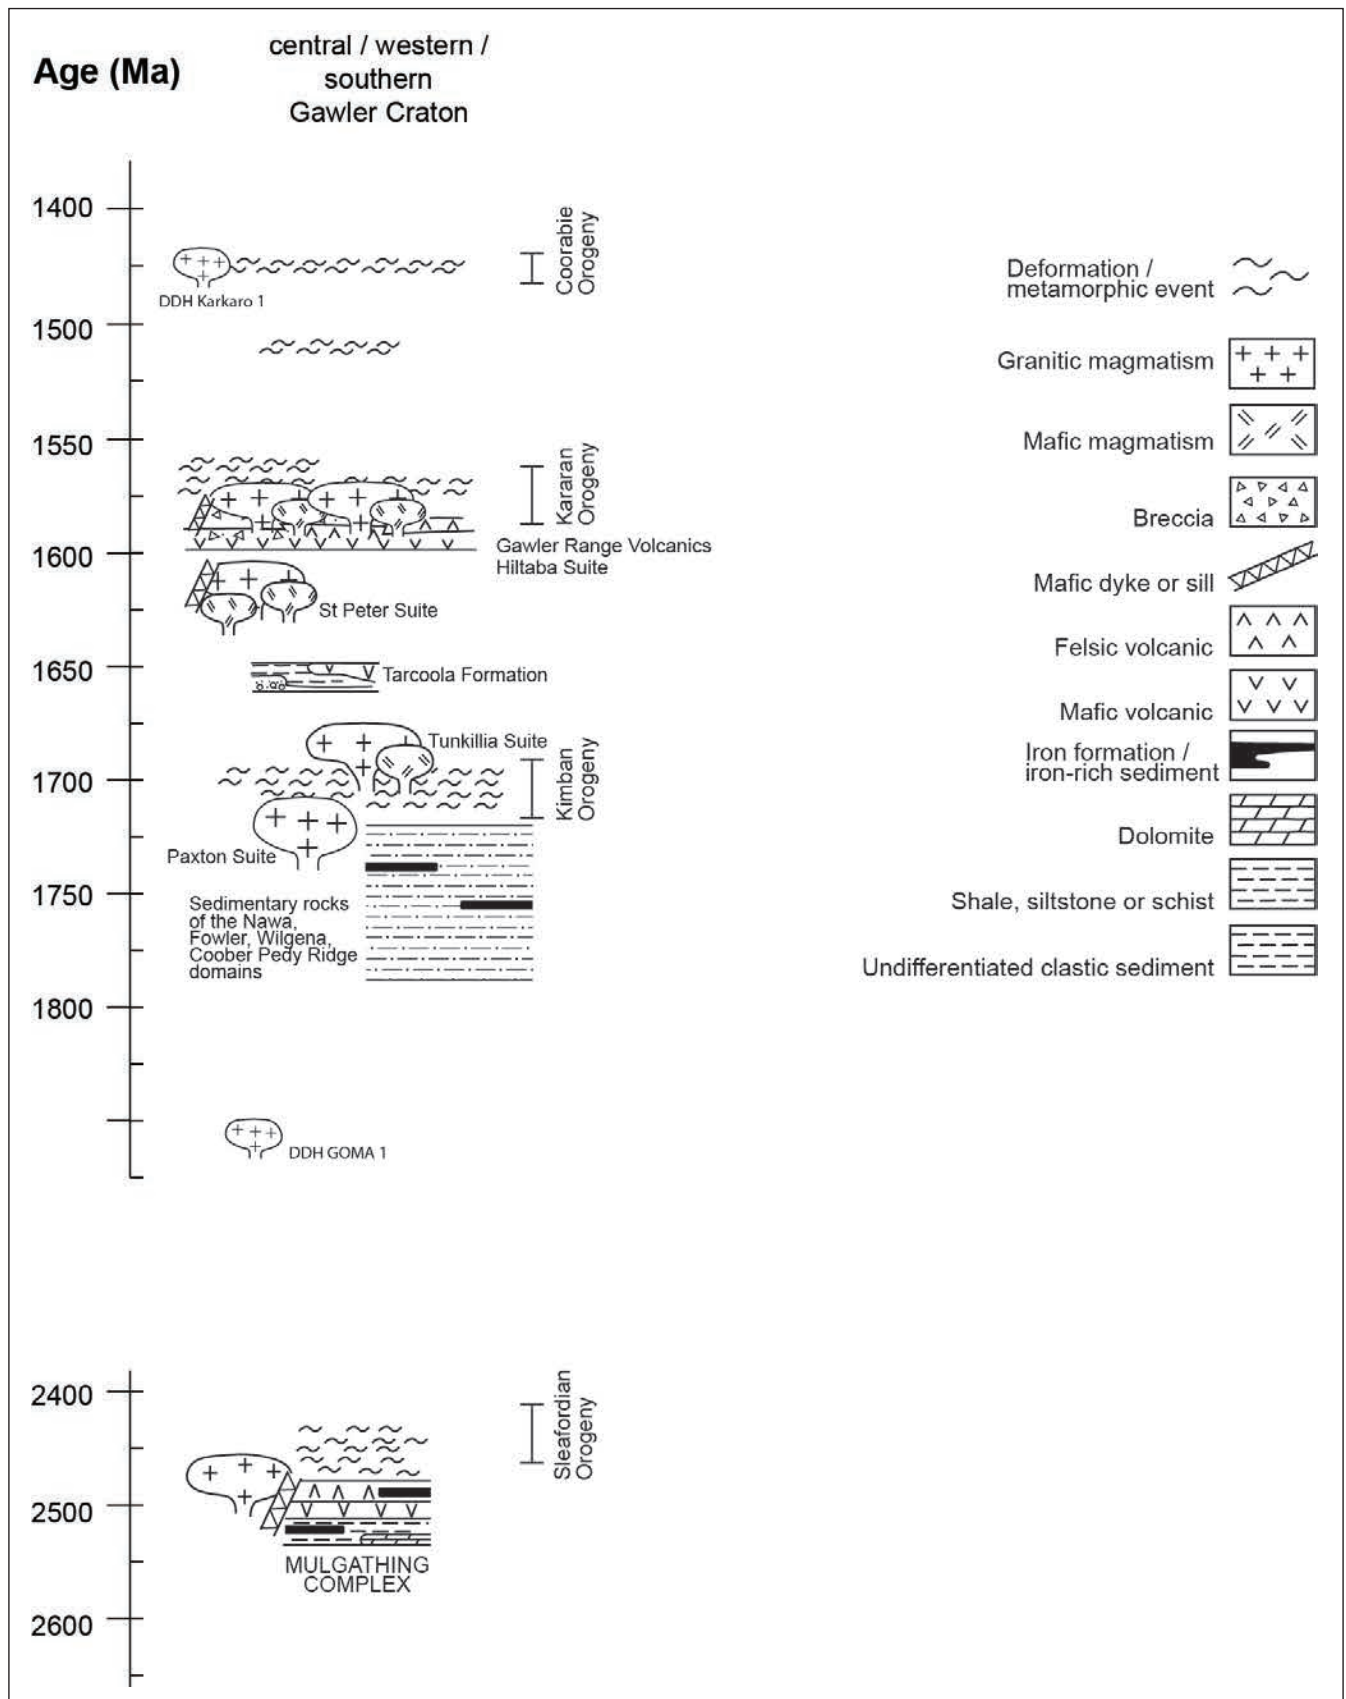 Age (Ma)
central / western /
southern
Gawler Craton
1400
1500
1550
1600
1650
1700
1750
1800
2400
2500
2600
DDH Karkaro 1
Coorabie
Orogeny
Kararan
Orogeny
Gawler Range Volcanics
Hiltaba Suite
St Peter Suite
Tarcoola Formation
Tunkillia Suite
Kimban
Orogeny
Paxton Suite
Sedimentary rocks
of the Nawa,
Fowler, Wilgena,
Coober Pedy Ridge
domains
DDH GOMA 1
Sleafordian
Orogeny
MULGATHING
COMPLEX
Deformation /
metamorphic event
Granitic magmatism
Mafic magmatism
Breccia
Mafic dyke or sill
Felsic volcanic
Mafic volcanic
Iron formation /
iron-rich sediment
Dolomite
Shale, siltstone or schist
Undifferentiated clastic sediment